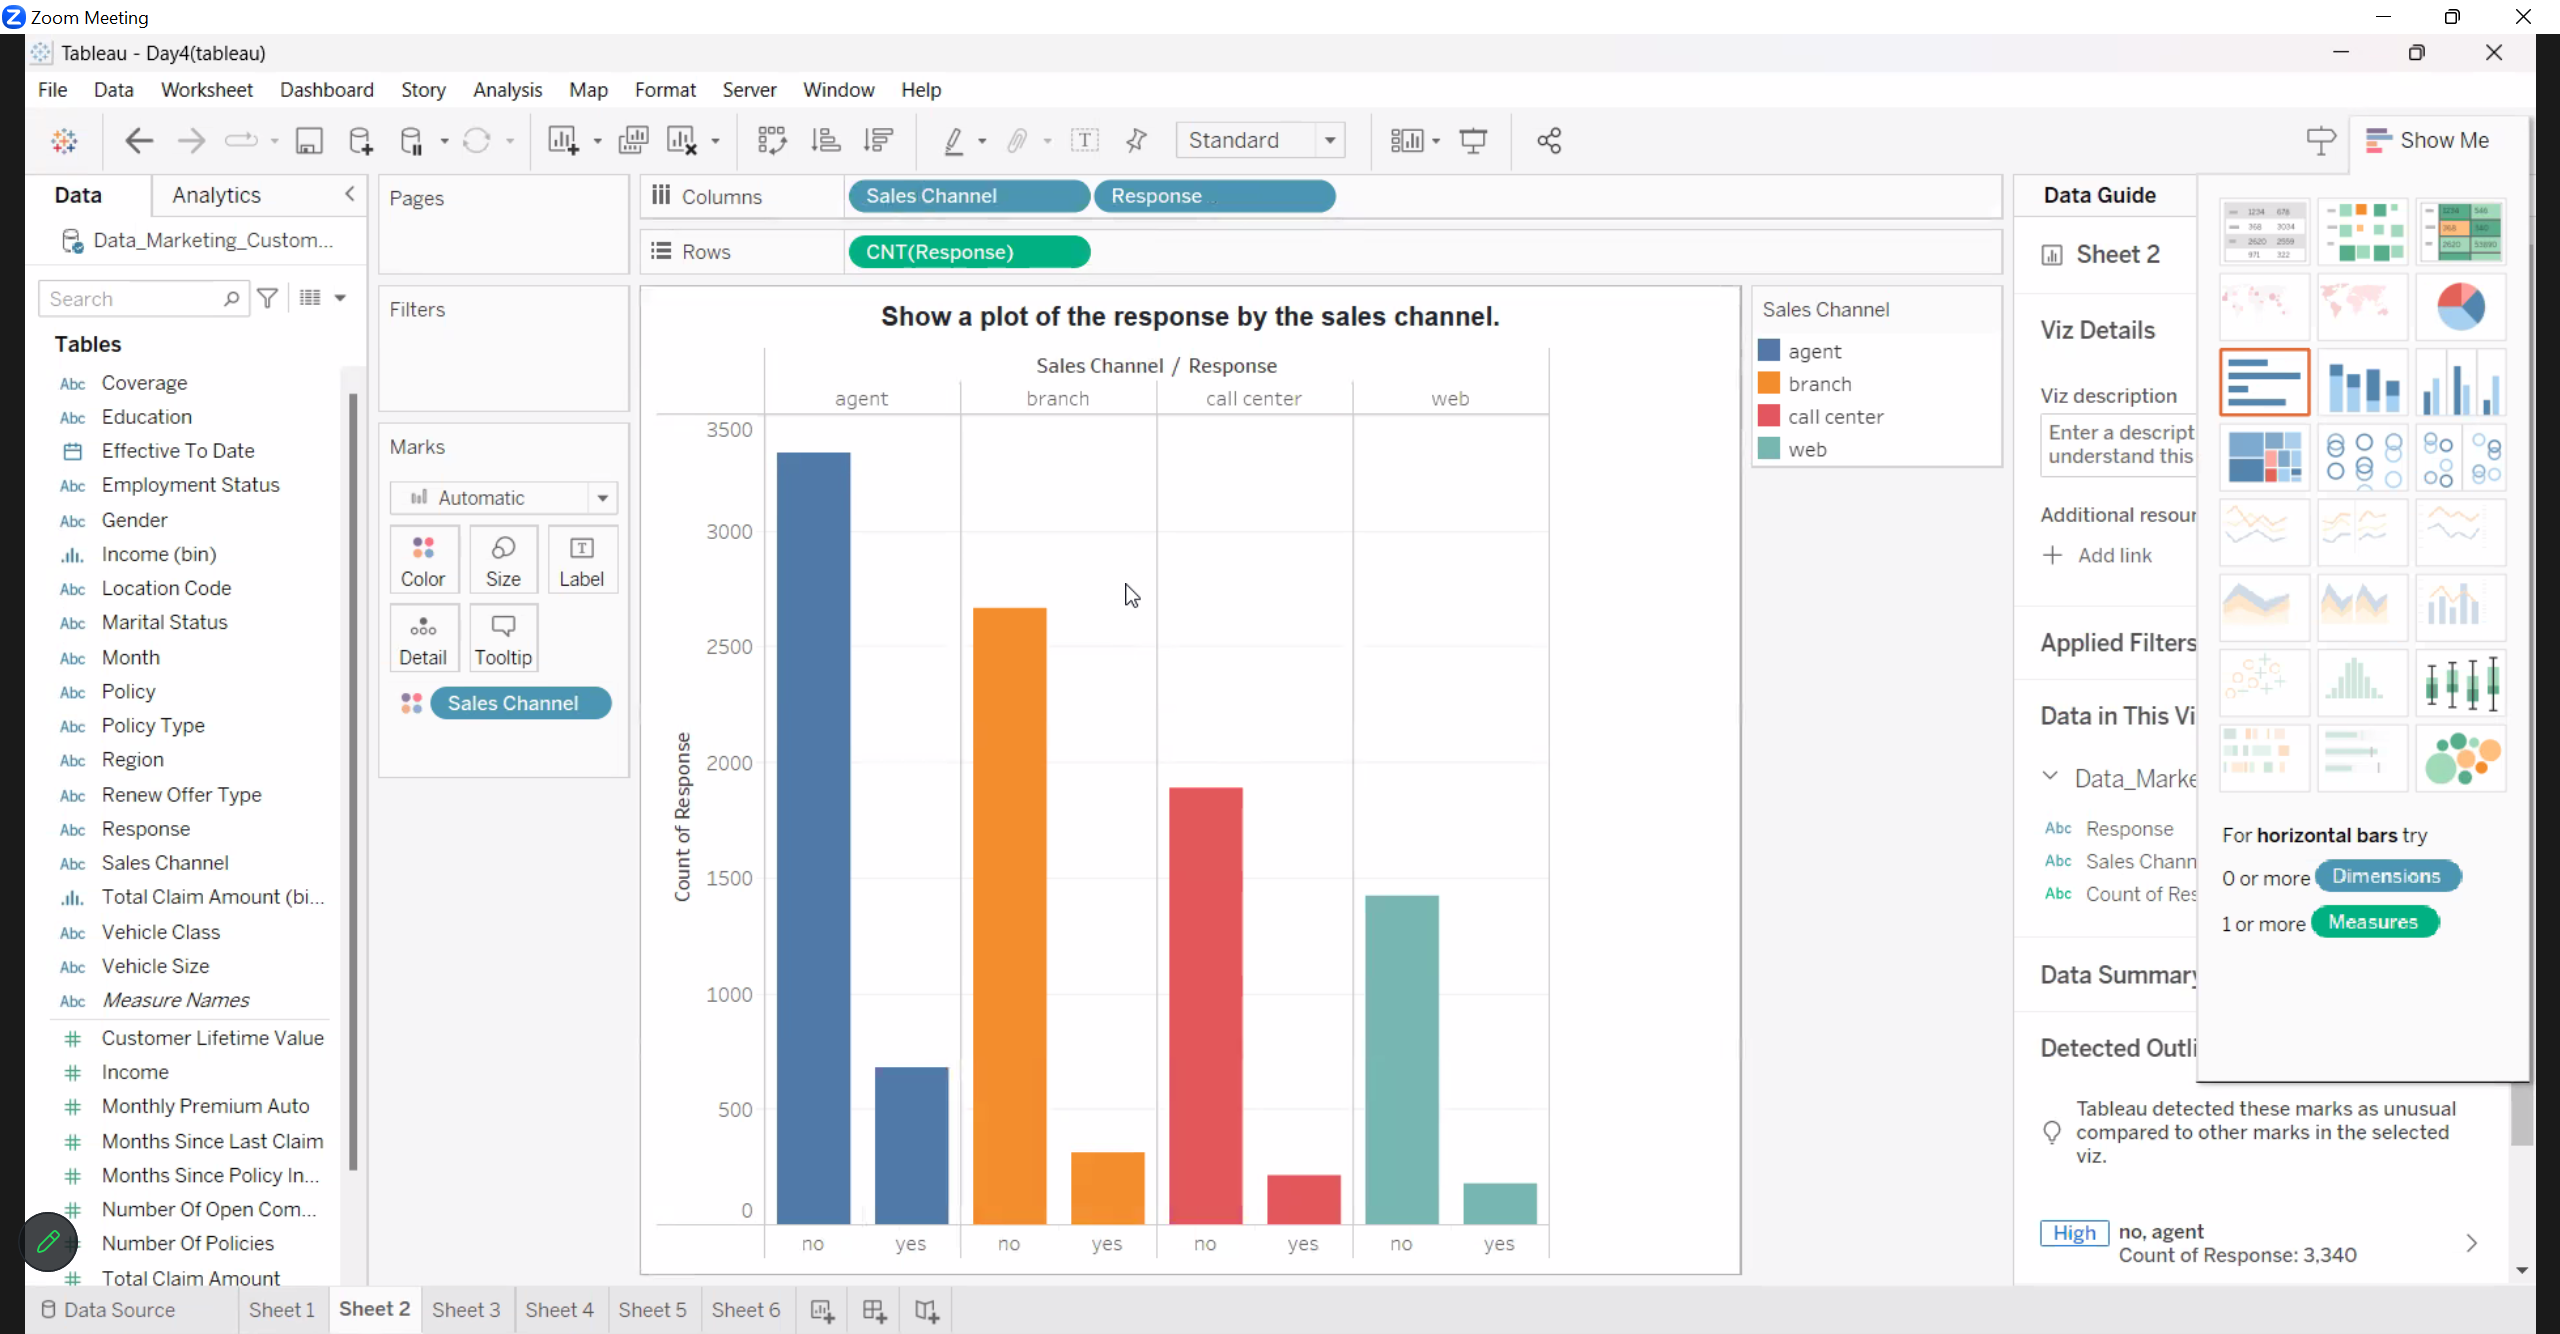 Zoom Meeting
Tableau - Day4(tableau)
File Data Worksheet Dashboard Story Analysis Map Format Server Window Help
Standard
Show Me
Data Analytics
Data_Marketing_Custom...
Search
Tables
Abc Coverage
Abc Education
Effective To Date
Abc Employment Status
Abc Gender
Income (bin)
Abc Location Code
Abc Marital Status
Abc Month
Abc Policy
Abc Policy Type
Abc Region
Abc Renew Offer Type
Abc Response
Abc Sales Channel
Total Claim Amount (bi...
Abc Vehicle Class
Abc Vehicle Size
Abc Measure Names
# Customer Lifetime Value
# Income
# Monthly Premium Auto
# Months Since Last Claim
# Months Since Policy In...
# Number Of Open Com...
# Number Of Policies
# Total Claim Amount
Pages
Filters
Marks
Automatic
Color Size Label
Detail Tooltip
Sales Channel
Columns Sales Channel Response
Rows CNT(Response)
Show a plot of the response by the sales channel.
Sales Channel / Response
agent branch call center web
3500
3000
2500
2000
1500
1000
500
0
Count of Response
no yes no yes no yes no yes
Sales Channel
agent
branch
call center
web
Data Guide
Sheet 2
Viz Details
Viz description
Enter a descript
understand this
Additional resour
Add link
Applied Filters
Data in This Vi
Data_Marke
Abc Response
Abc Sales Chann
Abc Count of Res
Data Summary
Detected Outli
Tableau detected these marks as unusual
compared to other marks in the selected
viz.
High no, agent
Count of Response: 3,340
For horizontal bars try
0 or more Dimensions
1 or more Measures
Data Source Sheet 1 Sheet 2 Sheet 3 Sheet 4 Sheet 5 Sheet 6